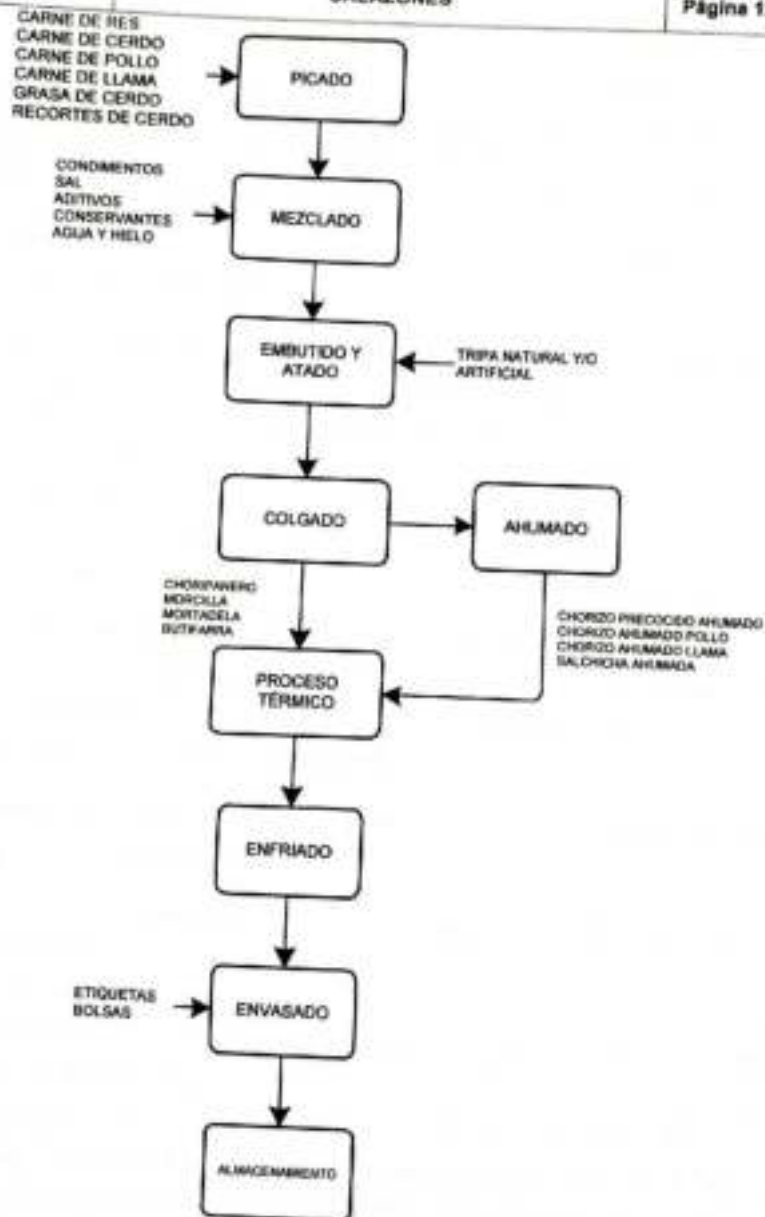 Página 1
CARNE DE RES
CARNE DE CERDO
CARNE DE POLLO
CARNE DE LLAMA
GRASA DE CERDO
RECORTES DE CERDO
PICADO
CONDIMENTOS
SAL
ADITIVOS
CONSERVANTES
AGUA Y HIELO
MEZCLADO
EMBUTIDO Y
ATADO
TRIPA NATURAL Y/O
ARTIFICIAL
COLGADO
AHUMADO
CHORIPANERO
MORCILLA
MORTADELA
BUTIFARRA
CHORIZO PRECOCIDO AHUMADO
CHORIZO AHUMADO POLLO
CHORIZO AHUMADO LLAMA
SALCHICHA AHUMADA
PROCESO
TÉRMICO
ENFRIADO
ETIQUETAS
BOLSAS
ENVASADO
ALMACENAMIENTO